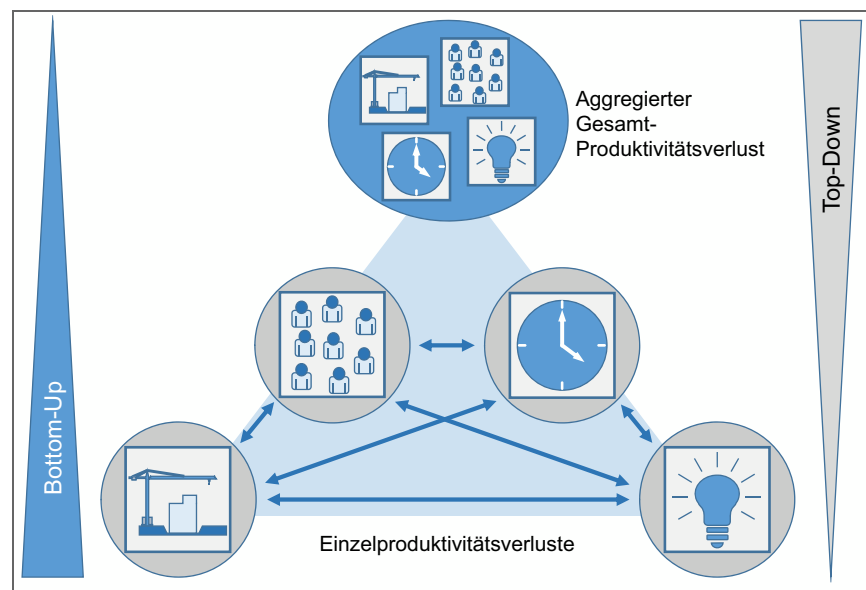 Aggregierter
Gesamt-
Produktivitätsverlust
Top-Down
Bottom-Up
Einzelproduktivitätsverluste